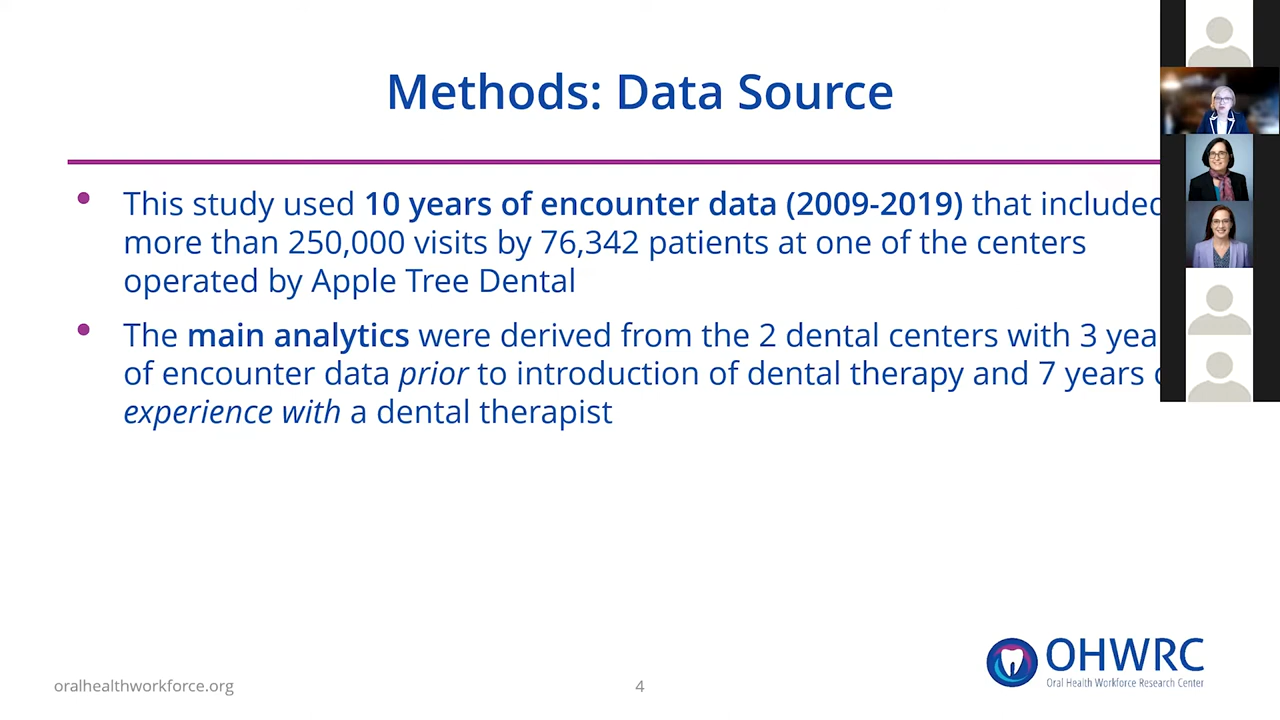 Methods: Data Source
• This study used 10 years of encounter data (2009-2019) that included
more than 250,000 visits by 76,342 patients at one of the centers
operated by Apple Tree Dental
• The main analytics were derived from the 2 dental centers with 3 yea
of encounter data prior to introduction of dental therapy and 7 years
experience with a dental therapist
OHWRC
Oral Health Workforce Research Center
oralhealthworkforce.org
4